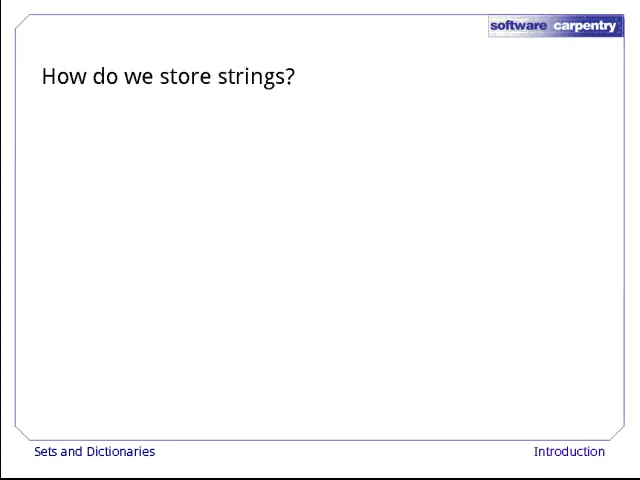 software carpentry
How do we store strings?
Sets and Dictionaries
Introduction